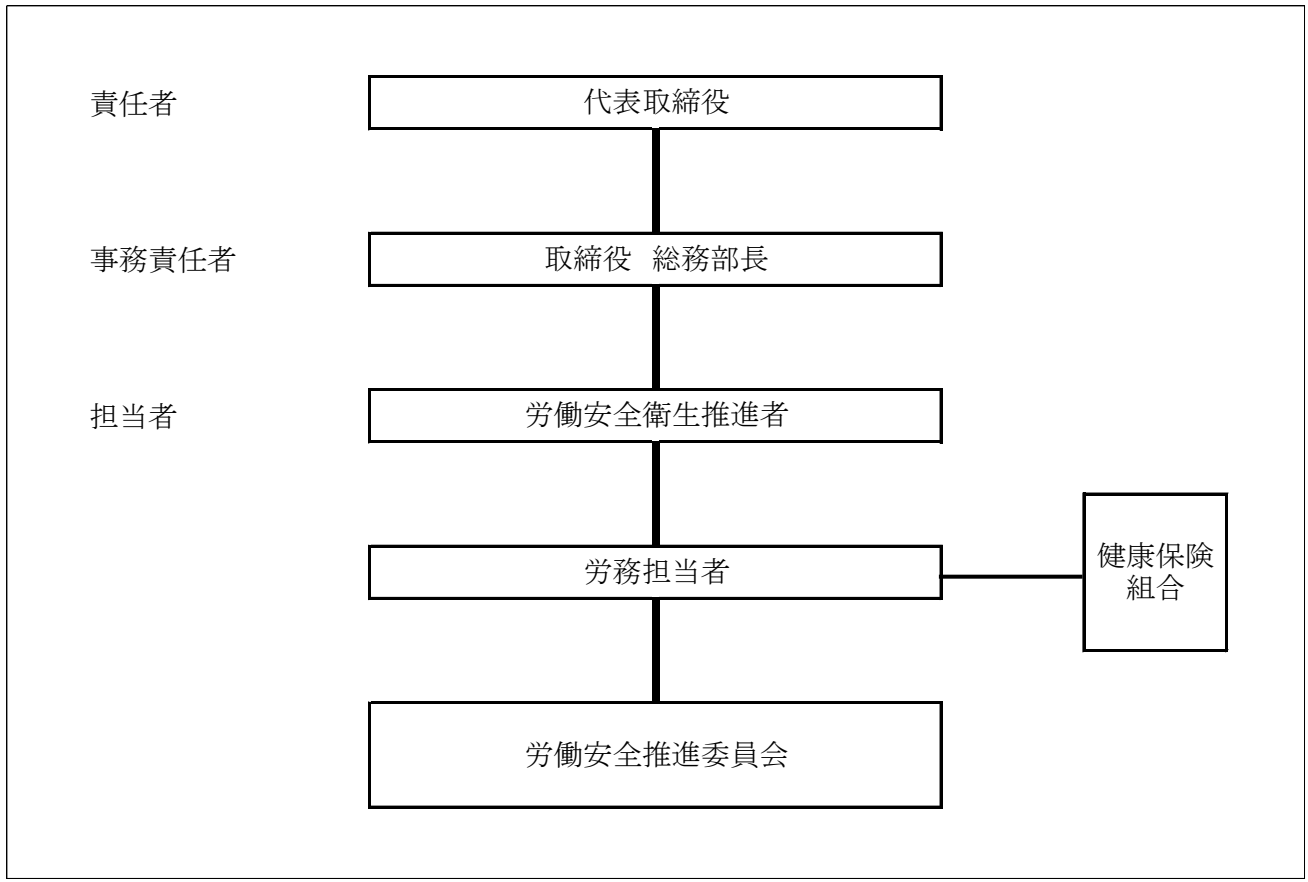 責任者
代表取締役
事務責任者
取締役 総務部長
担当者
労働安全衛生推進者
労務担当者
健康保険
組合
労働安全推進委員会